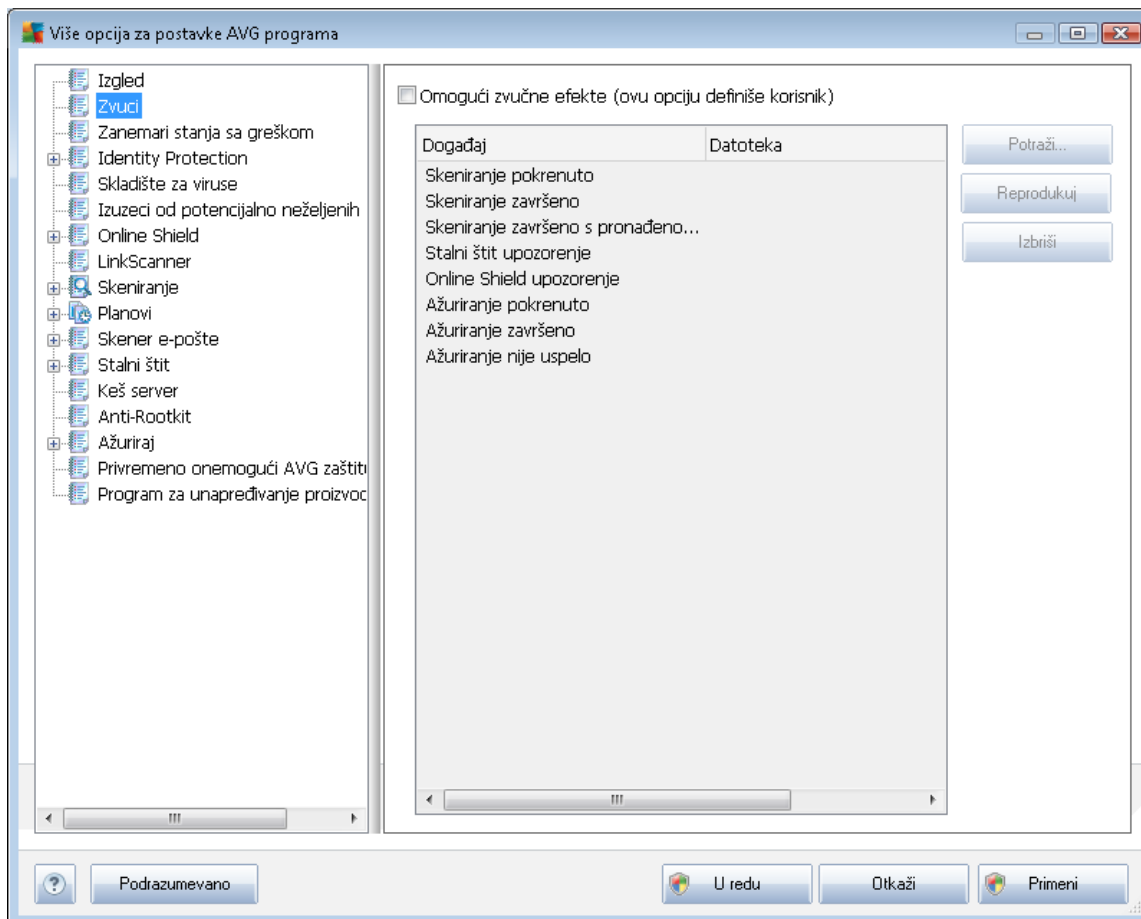 Više opcija za postavke AVG programa
Izgled
Zvuci
Zanemari stanja sa greškom
Identity Protection
Skladište za viruse
Izuzeci od potencijalno neželjenih
Online Shield
LinkScanner
Skeniranje
Planovi
Skener e-pošte
Stalni štit
Keš server
Anti-Rootkit
Ažuriraj
Privremeno onemogući AVG zaštitu
Program za unapređivanje proizvod
Omogući zvučne efekte (ovu opciju definiše korisnik)
Događaj Datoteka
Skeniranje pokrenuto
Skeniranje završeno
Skeniranje završeno s pronađeno...
Stalni štit upozorenje
Online Shield upozorenje
Ažuriranje pokrenuto
Ažuriranje završeno
Ažuriranje nije uspelo
Potraži...
Reprodukuj
Izbriši
? Podrazumevano U redu Otkaži Primeni